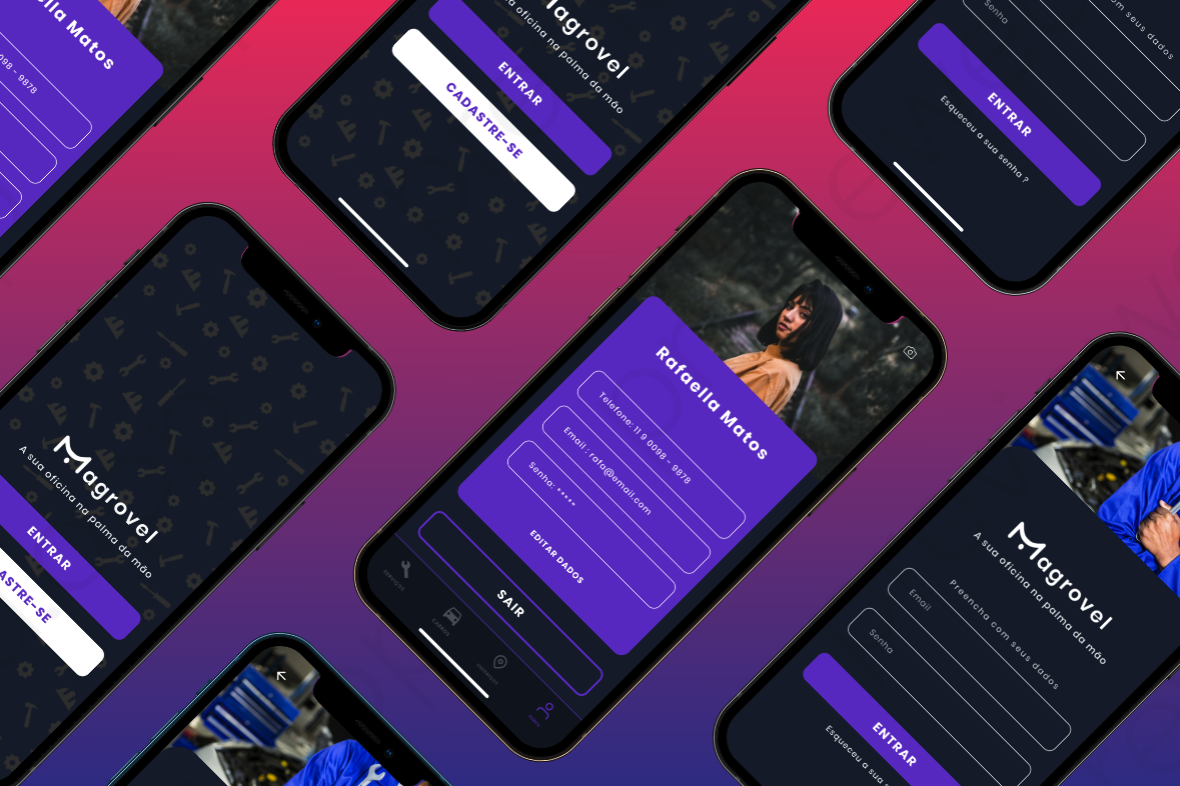 ella Matos
098 - 9878
Magrovel
sua oficina na palma da mão
ENTRAR
CADASTRE-SE
Senha
com seus dados
ENTRAR
Esqueceu a sua senha ?
Magrovel
A sua oficina na palma da mão
ENTRAR
ASTRE-SE
Rafaella Matos
Telefone: 11 9 0098 - 9878
Email : rafa@email.com
Senha: •••••
EDITAR DADOS
SAIR
SERVIÇOS
CARROS
Magrovel
A sua oficina na palma da mão
Preencha com seus dados
Email
Senha
ENTRAR
Esqueceu a sua